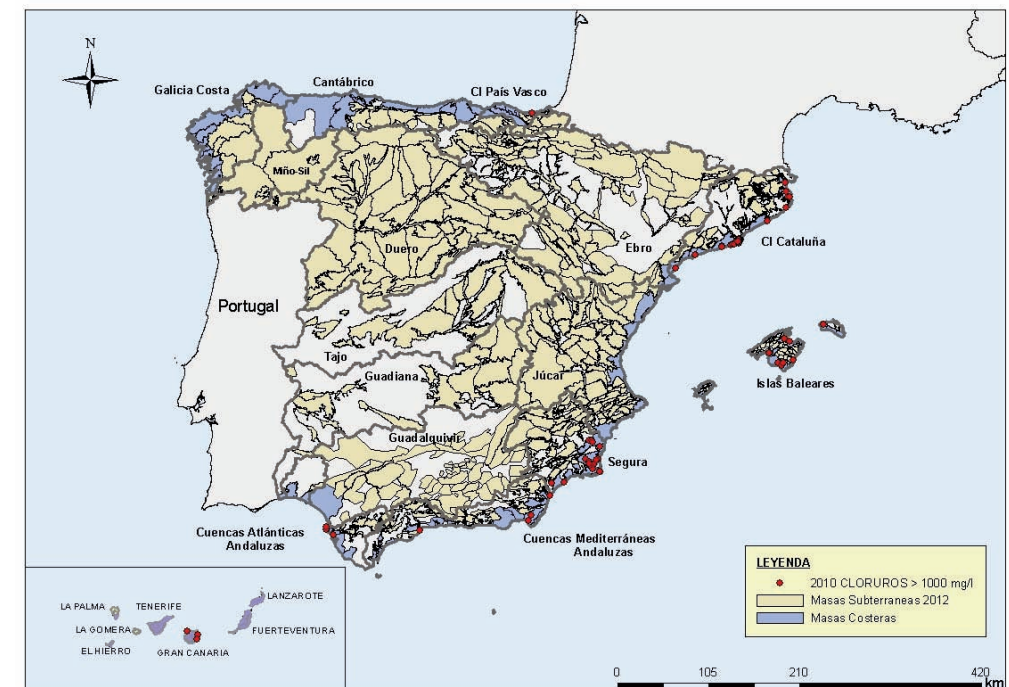 N
Galicia Costa
Cantábrico
CI País Vasco
Miño-Sil
Duero
Ebro
CI Cataluña
Portugal
Tajo
Guadiana
Júcar
Islas Baleares
Guadalquivir
Segura
Cuencas Atlánticas
Andaluzas
Cuencas Mediterráneas
Andaluzas
LEYENDA
2010 CLORUROS > 1000 mg/l
Masas Subterraneas 2012
Masas Costeras
LA PALMA
TENERIFE
LANZAROTE
LA GOMERA
FUERTEVENTURA
EL HIERRO
GRAN CANARIA
0 105 210 420
km